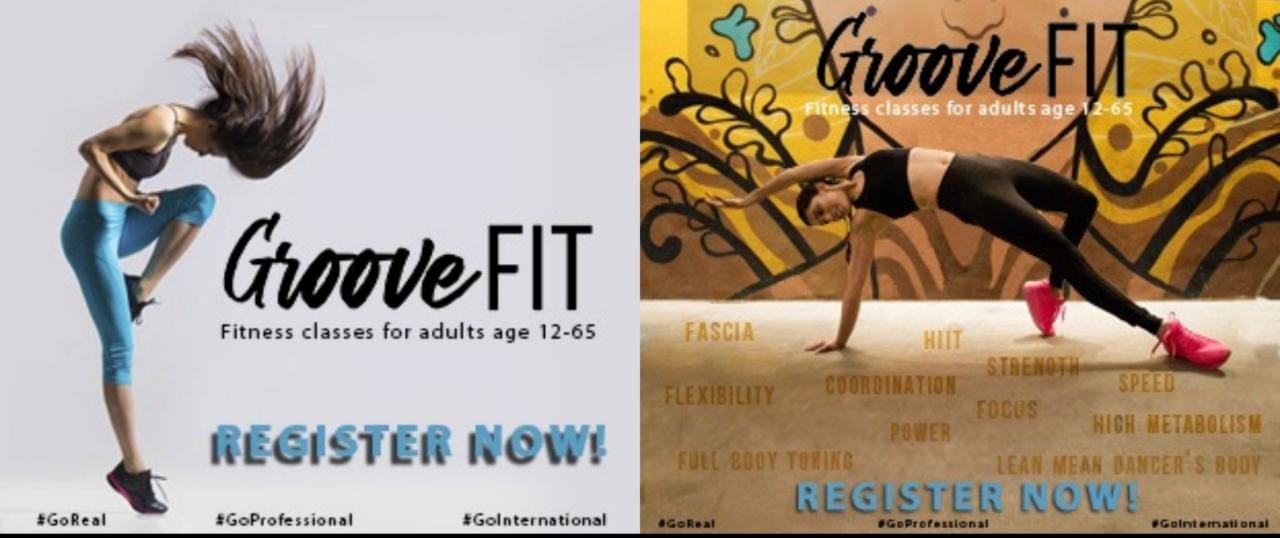 Groove FIT
Fitness classes for adults age 12-65
REGISTER NOW!
#GoReal #GoProfessional #GoInternational
Groove FIT
Fitness classes for adults age 12-65
FASCIA
HIIT
STRENGTH
FLEXIBILITY
COORDINATION
SPEED
FOCUS
HIGH METABOLISM
POWER
FULL BODY TONING
LEAN MEAN DANCER'S BODY
REGISTER NOW!
#GoReal #GoProfessional #GoInternational